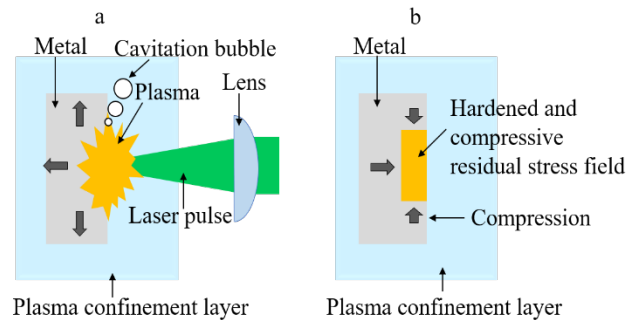 a
Metal
Cavitation bubble
Plasma
Lens
Laser pulse
Plasma confinement layer
b
Metal
Hardened and
compressive
residual stress field
Compression
Plasma confinement layer